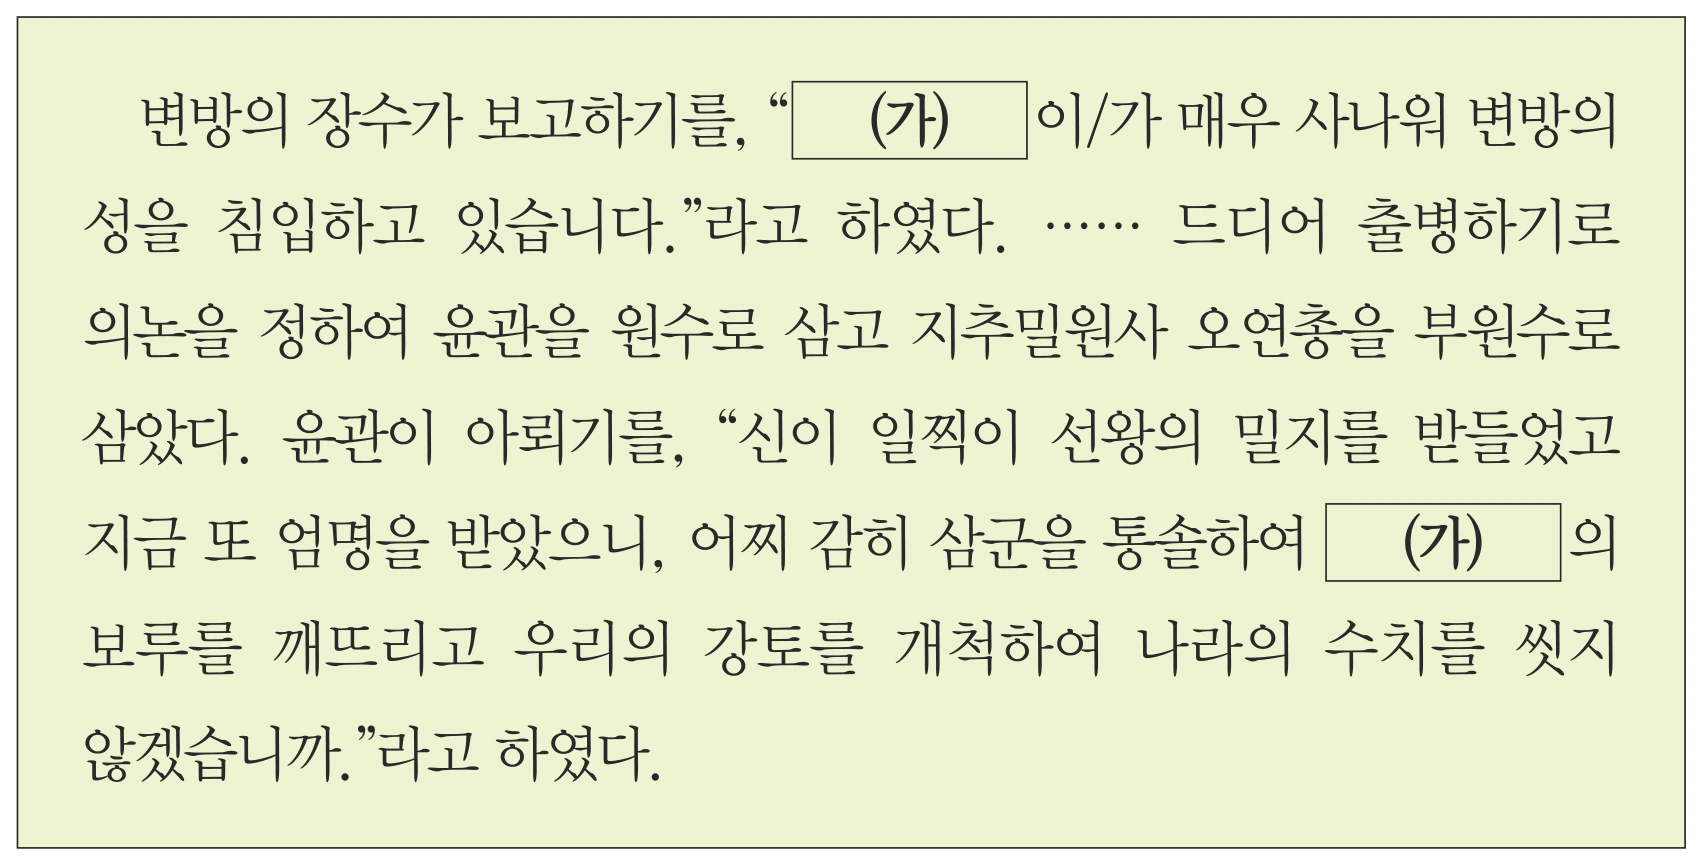 변방의 장수가 보고하기를, “ (가) 이/가 매우 사나워 변방의
성을 침입하고 있습니다.”라고 하였다. …… 드디어 출병하기로
의논을 정하여 윤관을 원수로 삼고 지추밀원사 오연총을 부원수로
삼았다. 윤관이 아뢰기를, “신이 일찍이 선왕의 밀지를 받들었고
지금 또 엄명을 받았으니, 어찌 감히 삼군을 통솔하여 (가) 의
보루를 깨뜨리고 우리의 강토를 개척하여 나라의 수치를 씻지
않겠습니까.”라고 하였다.